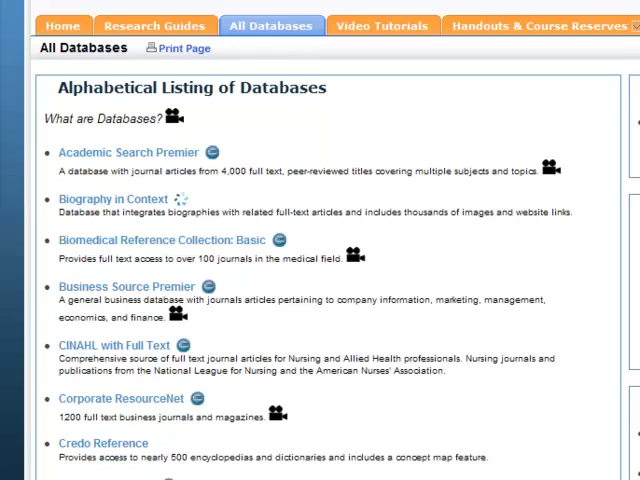 Home Research Guides All Databases Video Tutorials Handouts & Course Reserves
All Databases Print Page
Alphabetical Listing of Databases
What are Databases?
Academic Search Premier
A database with journal articles from 4,000 full text, peer-reviewed titles covering multiple subjects and topics.
Biography in Context
Database that integrates biographies with related full-text articles and includes thousands of images and website links.
Biomedical Reference Collection: Basic
Provides full text access to over 100 journals in the medical field.
Business Source Premier
A general business database with journals articles pertaining to company information, marketing, management,
economics, and finance.
CINAHL with Full Text
Comprehensive source of full text journal articles for Nursing and Allied Health professionals. Nursing journals and
publications from the National League for Nursing and the American Nurses' Association.
Corporate ResourceNet
1200 full text business journals and magazines.
Credo Reference
Provides access to nearly 500 encyclopedias and dictionaries and includes a concept map feature.